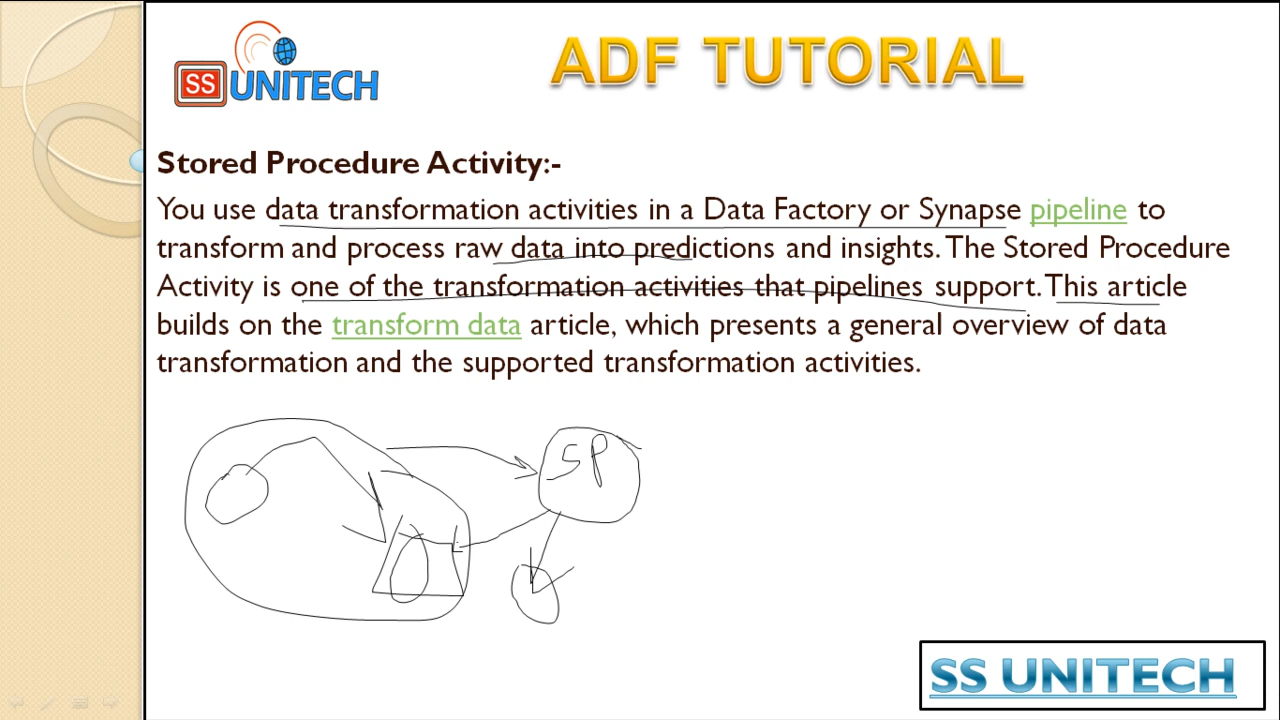 SS UNITECH
ADF TUTORIAL
Stored Procedure Activity:-
You use data transformation activities in a Data Factory or Synapse pipeline to
transform and process raw data into predictions and insights. The Stored Procedure
Activity is one of the transformation activities that pipelines support. This article
builds on the transform data article, which presents a general overview of data
transformation and the supported transformation activities.
SP
SS UNITECH